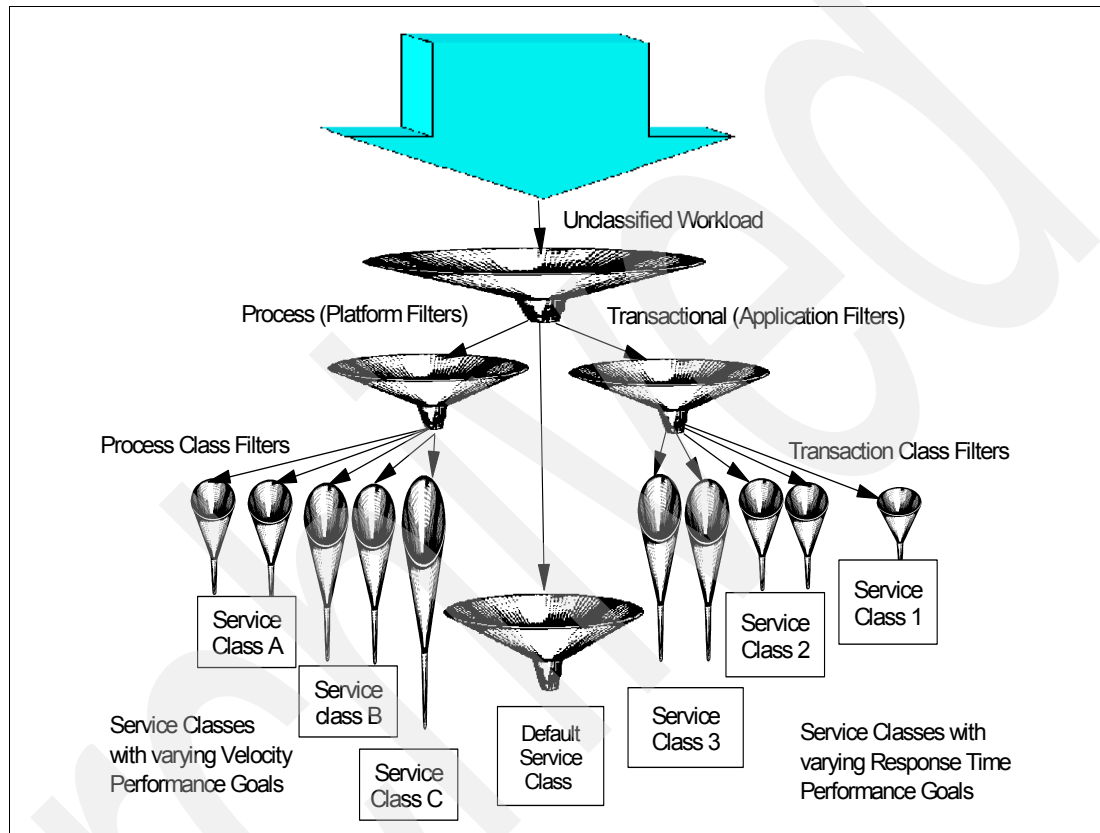 Unclassified Workload
Process (Platform Filters)
Transactional (Application Filters)
Process Class Filters
Transaction Class Filters
Service
Class A
Service
class B
Service
Class C
Default
Service
Class
Service
Class 3
Service
Class 2
Service
Class 1
Service Classes
with varying Velocity
Performance Goals
Service Classes with
varying Response Time
Performance Goals